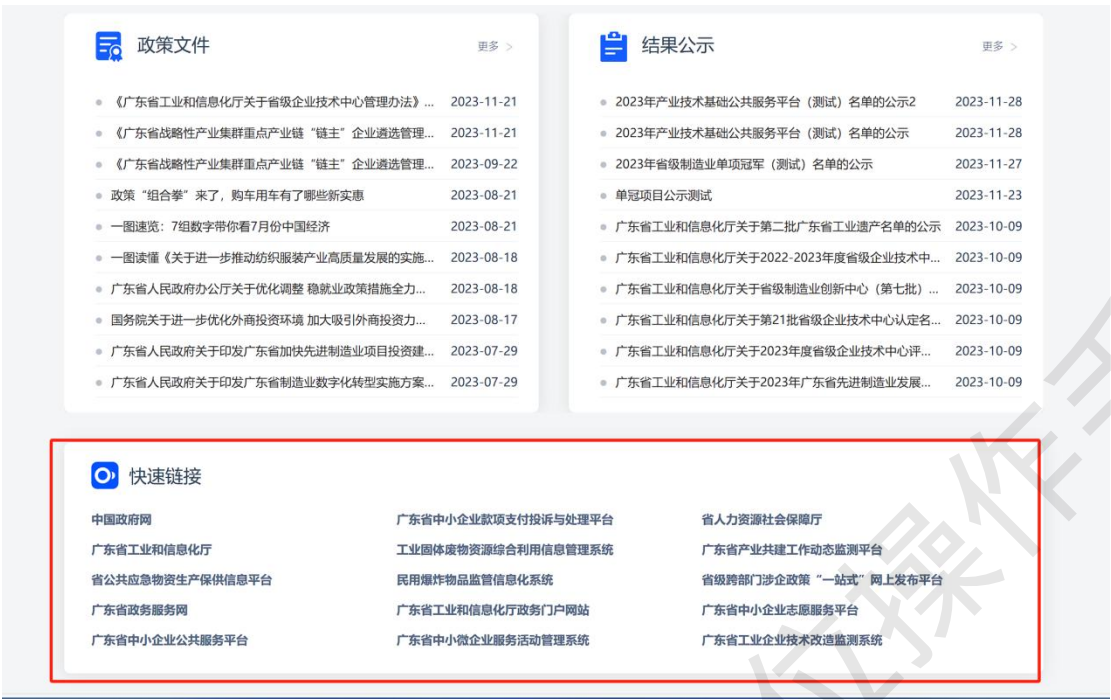 政策文件
更多 >
《广东省工业和信息化厅关于省级企业技术中心管理办法》... 2023-11-21
《广东省战略性产业集群重点产业链“链主”企业遴选管理... 2023-11-21
《广东省战略性产业集群重点产业链“链主”企业遴选管理... 2023-09-22
政策“组合拳”来了，购车用车有了哪些新实惠 2023-08-21
一图速览：7组数字带你看7月份中国经济 2023-08-21
一图读懂《关于进一步推动纺织服装产业高质量发展的实施... 2023-08-18
广东省人民政府办公厅关于优化调整 稳就业政策措施全力... 2023-08-18
国务院关于进一步优化外商投资环境 加大吸引外商投资力... 2023-08-17
广东省人民政府关于印发广东省加快先进制造业项目投资建... 2023-07-29
广东省人民政府关于印发广东省制造业数字化转型实施方案... 2023-07-29
结果公示
更多 >
2023年产业技术基础公共服务平台（测试）名单的公示2 2023-11-28
2023年产业技术基础公共服务平台（测试）名单的公示 2023-11-28
2023年省级制造业单项冠军（测试）名单的公示 2023-11-27
单冠项目公示测试 2023-11-23
广东省工业和信息化厅关于第二批广东省工业遗产名单的公示 2023-10-09
广东省工业和信息化厅关于2022-2023年度省级企业技术中... 2023-10-09
广东省工业和信息化厅关于省级制造业创新中心（第七批）... 2023-10-09
广东省工业和信息化厅关于第21批省级企业技术中心认定名... 2023-10-09
广东省工业和信息化厅关于2023年度省级企业技术中心评... 2023-10-09
广东省工业和信息化厅关于2023年广东省先进制造业发展... 2023-10-09
快速链接
中国政府网 广东省中小企业款项支付投诉与处理平台 省人力资源社会保障厅
广东省工业和信息化厅 工业固体废物资源综合利用信息管理系统 广东省产业共建工作动态监测平台
省公共应急物资生产保供信息平台 民用爆炸物品监管信息化系统 省级跨部门涉企政策“一站式”网上发布平台
广东省政务服务网 广东省工业和信息化厅政务门户网站 广东省中小企业志愿服务平台
广东省中小企业公共服务平台 广东省中小微企业服务活动管理系统 广东省工业企业技术改造监测系统
位操作手